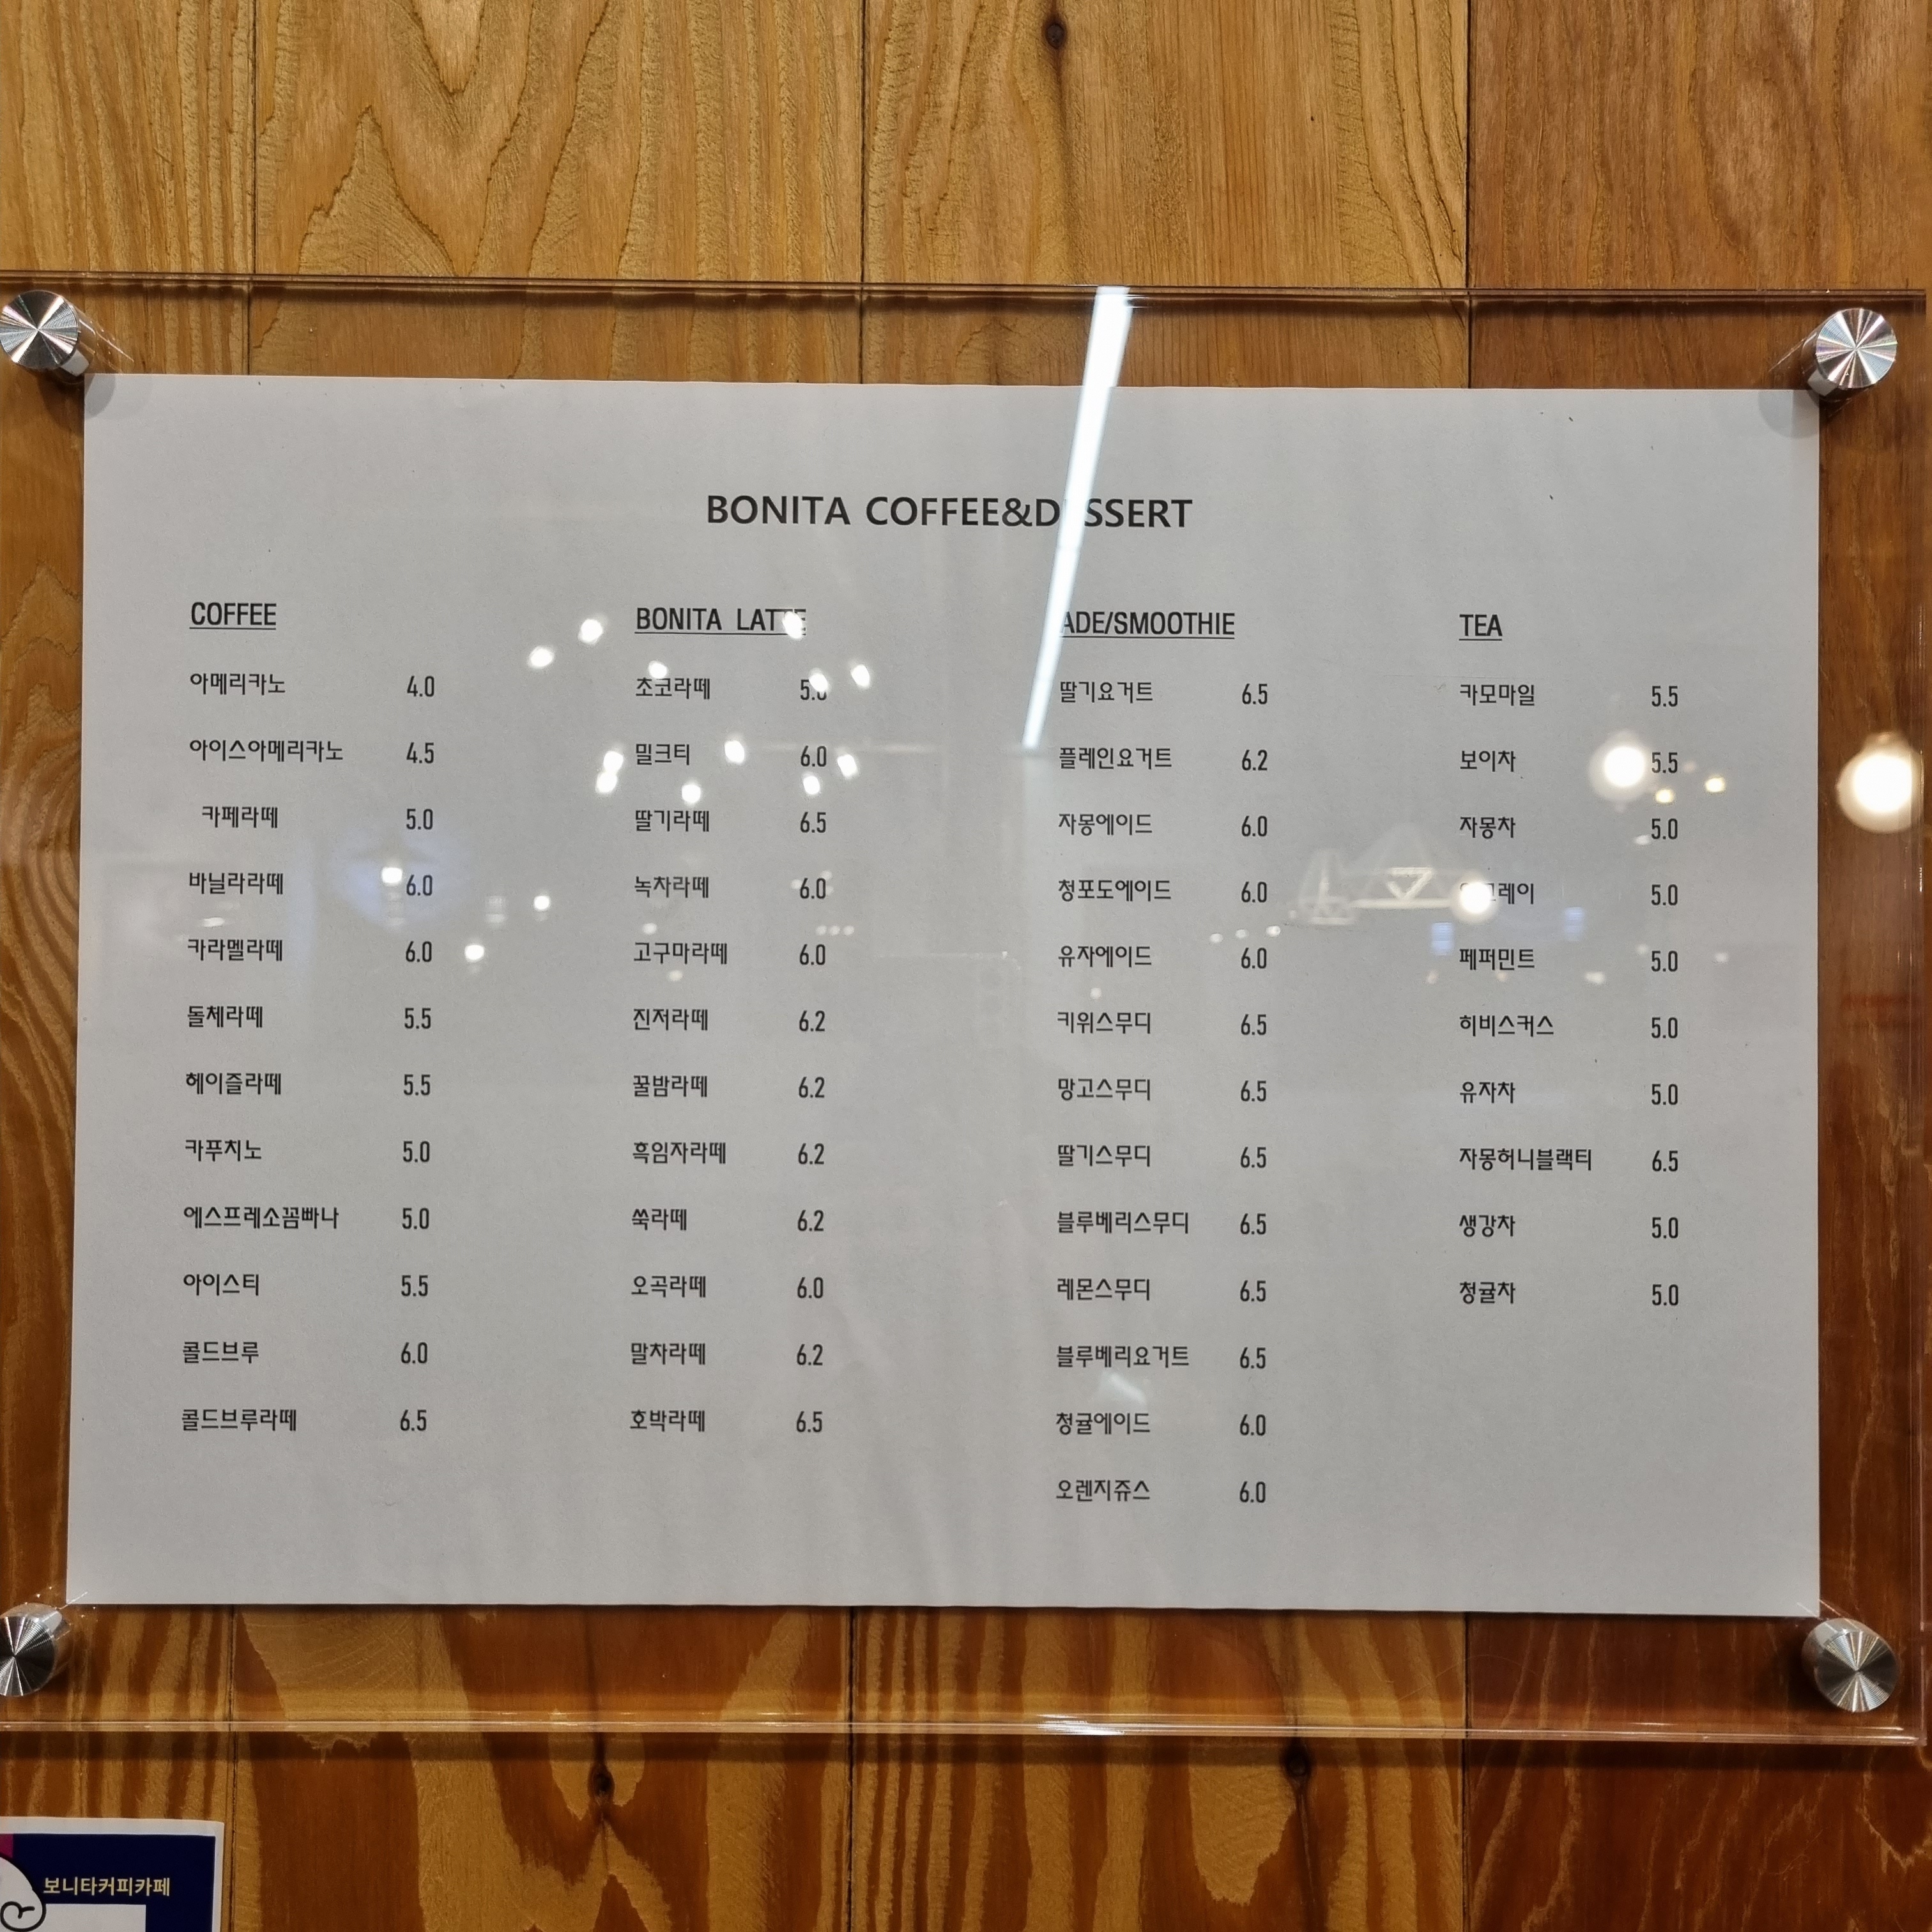 BONITA COFFEE&DESSERT
COFFEE
아메리카노 4.0
아이스아메리카노 4.5
카페라떼 5.0
바닐라라떼 6.0
카라멜라떼 6.0
돌체라떼 5.5
헤이즐라떼 5.5
카푸치노 5.0
에스프레소꼼빠나 5.0
아이스티 5.5
콜드브루 6.0
콜드브루라떼 6.5
BONITA LATTE
초코라떼
밀크티 6.0
딸기라떼 6.5
녹차라떼 6.0
고구마라떼 6.0
진저라떼 6.2
꿀밤라떼 6.2
흑임자라떼 6.2
쑥라떼 6.2
오곡라떼 6.0
말차라떼 6.2
호박라떼 6.5
ADE/SMOOTHIE
딸기요거트 6.5
플레인요거트 6.2
자몽에이드 6.0
청포도에이드 6.0
유자에이드 6.0
키위스무디 6.5
망고스무디 6.5
딸기스무디 6.5
블루베리스무디 6.5
레몬스무디 6.5
블루베리요거트 6.5
청귤에이드 6.0
오렌지쥬스 6.0
TEA
카모마일 5.5
보이차 5.5
자몽차 5.0
5.0
페퍼민트 5.0
히비스커스 5.0
유자차 5.0
자몽허니블랙티 6.5
생강차 5.0
청귤차 5.0
보니타커피카페